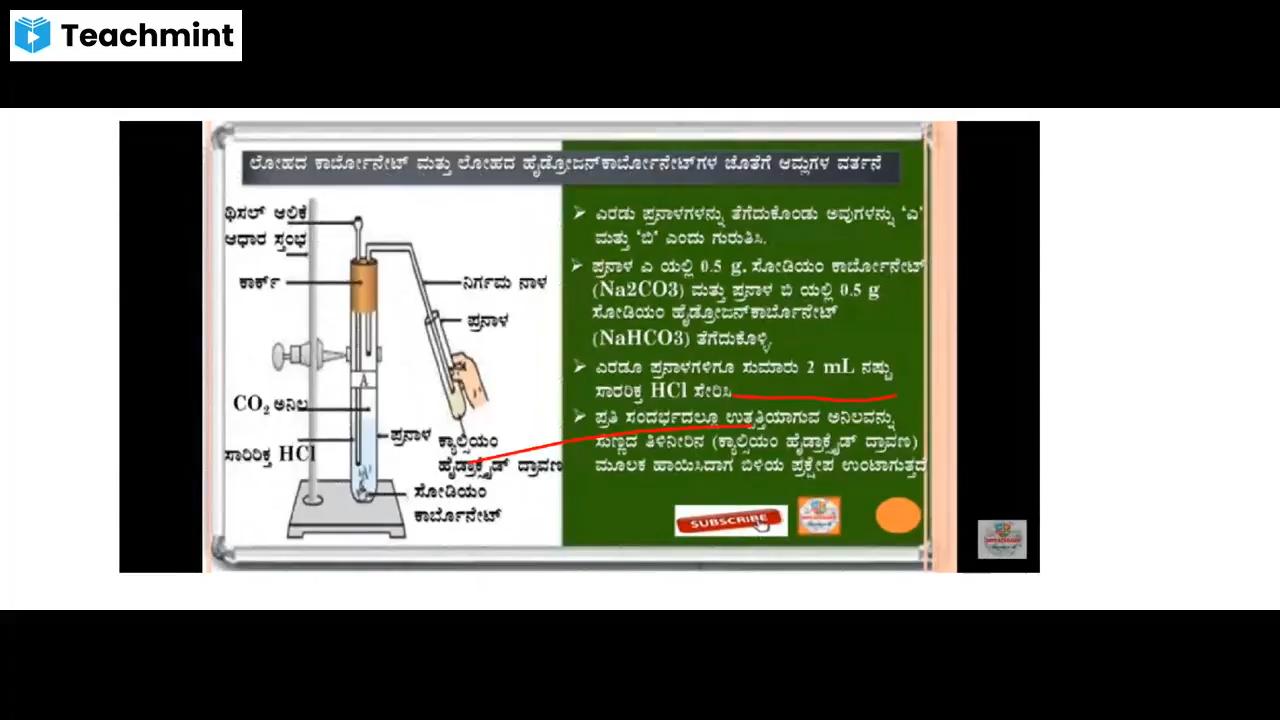 Teachmint
ಲೋಹದ ಕಾರ್ಬೋನೇಟ್ ಮತ್ತು ಲೋಹದ ಹೈಡ್ರೋಜನ್‌ಕಾರ್ಬೋನೇಟ್‌ಗಳ ಜೊತೆಗೆ ಆಮ್ಲಗಳ ವರ್ತನೆ
ಥಿಸಲ್ ಆಲಿಕೆ
ಆಧಾರ ಸ್ತಂಭ
ಕಾರ್ಕ್
ನಿರ್ಗಮ ನಾಳ
ಪ್ರನಾಳ
A
CO₂ ಅನಿಲ
ಪ್ರನಾಳ
ಸಾರಿರಿಕ್ತ HCl
ಕ್ಯಾಲ್ಸಿಯಂ
ಹೈಡ್ರಾಕ್ಸೈಡ್ ದ್ರಾವಣ
ಸೋಡಿಯಂ
ಕಾರ್ಬೊನೇಟ್
➢ ಎರಡು ಪ್ರನಾಳಗಳನ್ನು ತೆಗೆದುಕೊಂಡು ಅವುಗಳನ್ನು 'ಎ'
ಮತ್ತು 'ಬಿ' ಎಂದು ಗುರುತಿಸಿ.
➢ ಪ್ರನಾಳ ಎ ಯಲ್ಲಿ 0.5 g. ಸೋಡಿಯಂ ಕಾರ್ಬೋನೇಟ್
(Na2CO3) ಮತ್ತು ಪ್ರನಾಳ ಬಿ ಯಲ್ಲಿ 0.5 g
ಸೋಡಿಯಂ ಹೈಡ್ರೋಜನ್‌ಕಾರ್ಬೊನೇಟ್
(NaHCO3) ತೆಗೆದುಕೊಳ್ಳಿ.
➢ ಎರಡೂ ಪ್ರನಾಳಗಳಿಗೂ ಸುಮಾರು 2 mL ನಷ್ಟು
ಸಾರರಿಕ್ತ HCl ಸೇರಿಸಿ
➢ ಪ್ರತಿ ಸಂದರ್ಭದಲ್ಲೂ ಉತ್ಪತ್ತಿಯಾಗುವ ಅನಿಲವನ್ನು
ಸುಣ್ಣದ ತಿಳಿನೀರಿನ (ಕ್ಯಾಲ್ಸಿಯಂ ಹೈಡ್ರಾಕ್ಸೈಡ್ ದ್ರಾವಣ)
ಮೂಲಕ ಹಾಯಿಸಿದಾಗ ಬಿಳಿಯ ಪ್ರಕ್ಷೇಪ ಉಂಟಾಗುತ್ತದೆ
SUBSCRIBE